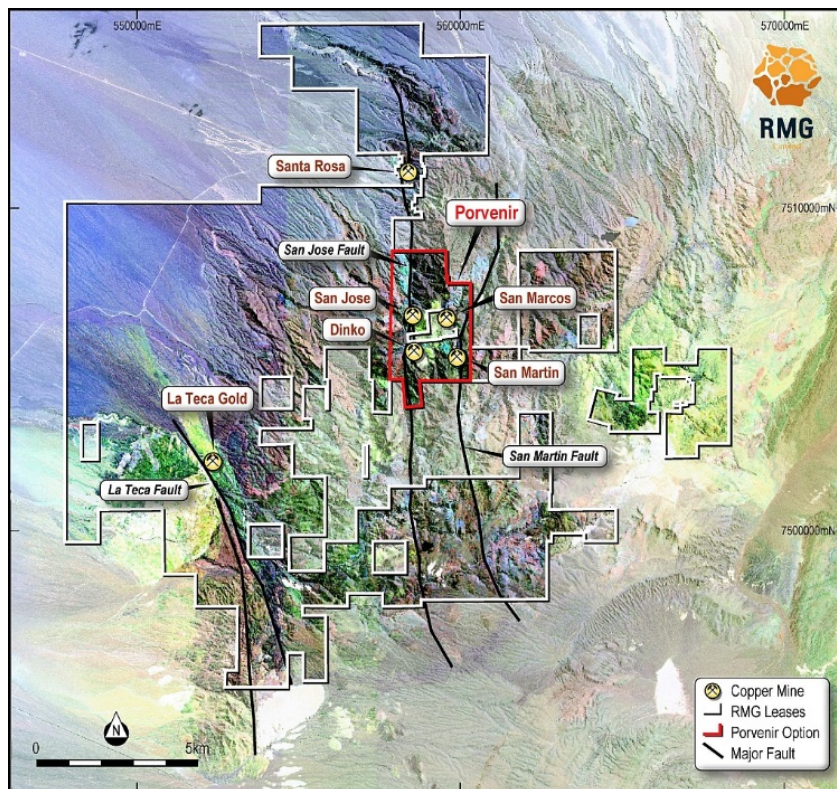 550000mE
560000mE
570000mE
RMG
Santa Rosa
Porvenir
7510000mN
San Jose Fault
San Jose
San Marcos
Dinko
San Martin
La Teca Gold
San Martin Fault
La Teca Fault
7500000mN
N
0
5km
Copper Mine
RMG Leases
Porvenir Option
Major Fault